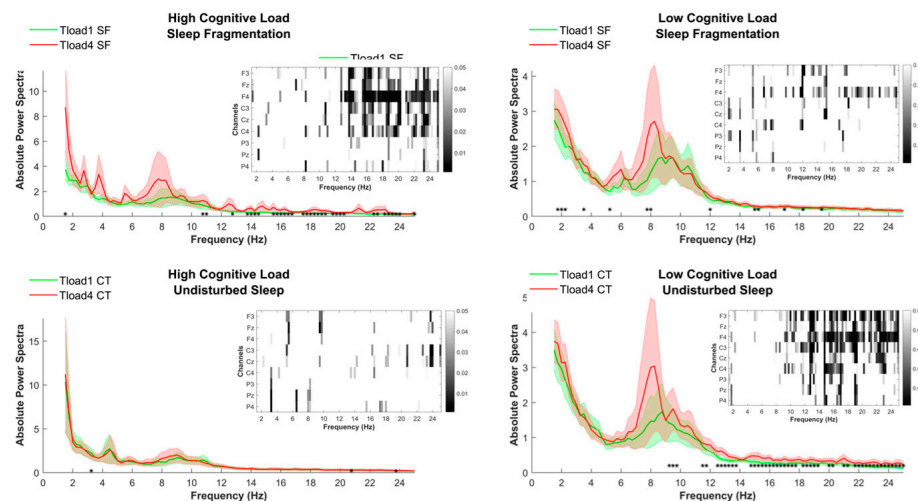 High Cognitive Load
Sleep Fragmentation
Tload1 SF
Tload4 SF
Tload1 SF
Absolute Power Spectra
10
8
6
4
2
0
0 2 4 6 8 10 12 14 16 18 20 22 24
Frequency (Hz)
Channels
F3
Fz
F4
C3
Cz
C4
P3
Pz
P4
2 4 6 8 10 12 14 16 18 20 22 24
Frequency (Hz)
0.05
0.04
0.03
0.02
0.01
Low Cognitive Load
Sleep Fragmentation
Tload1 SF
Tload4 SF
Absolute Power Spectra
4
3
2
1
0
0 2 4 6 8 10 12 14 16 18 20 22 24
Frequency (Hz)
Channels
F3
Fz
F4
C3
Cz
C4
P3
Pz
P4
2 4 6 8 10 12 14 16 18 20 22 24
Frequency (Hz)
High Cognitive Load
Undisturbed Sleep
Tload1 CT
Tload4 CT
Absolute Power Spectra
15
10
5
0
0 2 4 6 8 10 12 14 16 18 20 22 24
Frequency (Hz)
Channels
F3
Fz
F4
C3
Cz
C4
P3
Pz
P4
2 4 6 8 10 12 14 16 18 20 22 24
Frequency (Hz)
0.05
0.04
0.03
0.02
0.01
Low Cognitive Load
Undisturbed Sleep
Tload1 CT
Tload4 CT
Absolute Power Spectra
5
4
3
2
1
0
0 2 4 6 8 10 12 14 16 18 20 22 24
Frequency (Hz)
Channels
F3
Fz
F4
C3
Cz
C4
P3
Pz
P4
2 4 6 8 10 12 14 16 18 20 22 24
Frequency (Hz)